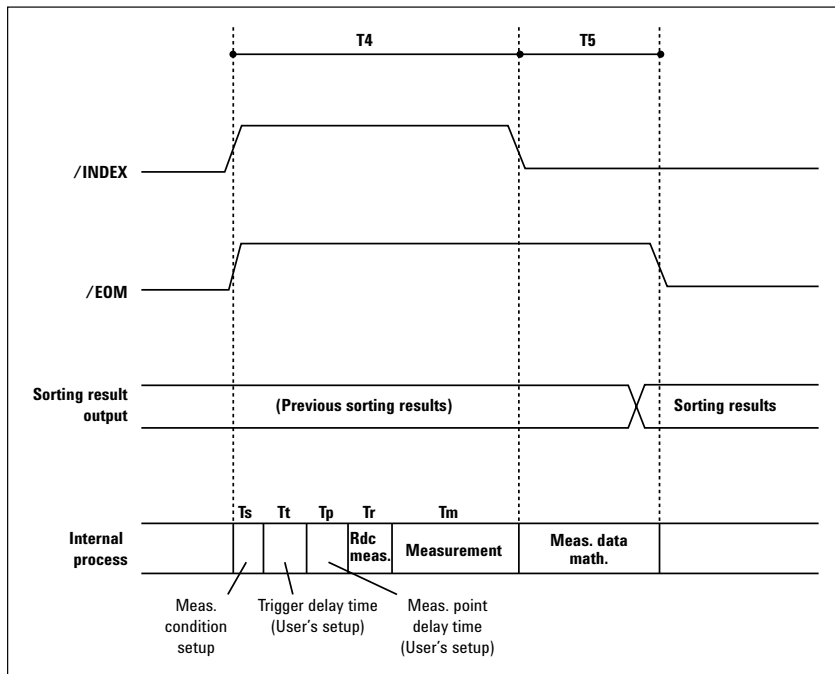 T4 T5
/INDEX
/EOM
Sorting result
output
(Previous sorting results) Sorting results
Ts Tt Tp Tr Tm
Internal
process
Rdc
meas.
Measurement
Meas. data
math.
Meas.
condition
setup
Trigger delay time
(User's setup)
Meas. point
delay time
(User's setup)